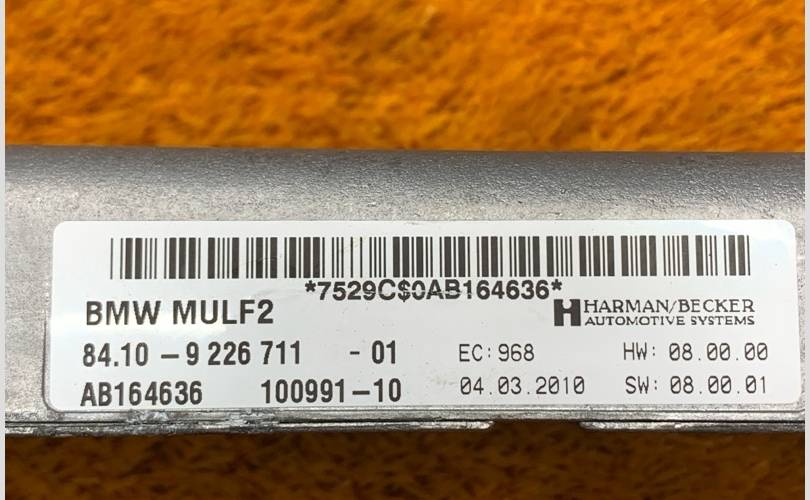 *7529C$0AB164636*
BMW MULF2
HARMAN/BECKER
AUTOMOTIVE SYSTEMS
84.10 - 9 226 711 - 01 EC: 968 HW: 08.00.00
AB164636 100991-10 04.03.2010 SW: 08.00.01